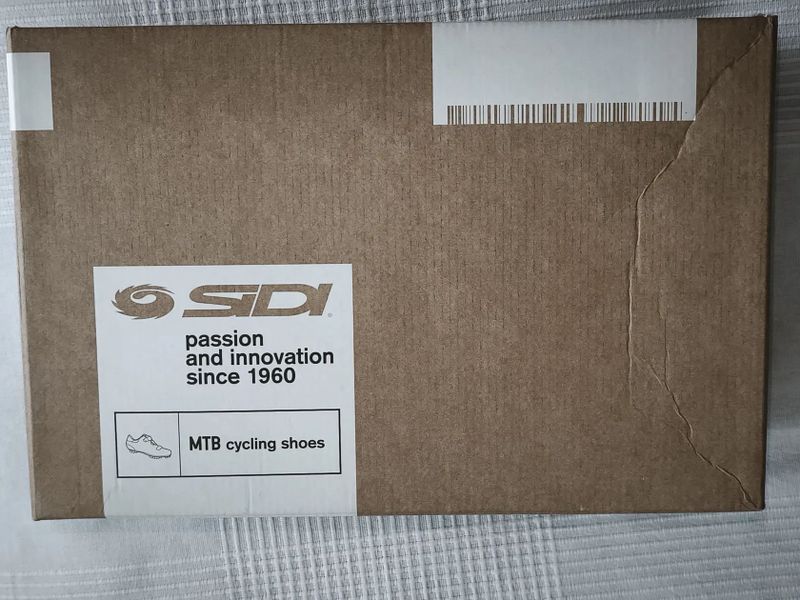 SIDI®
passion
and innovation
since 1960
MTB cycling shoes